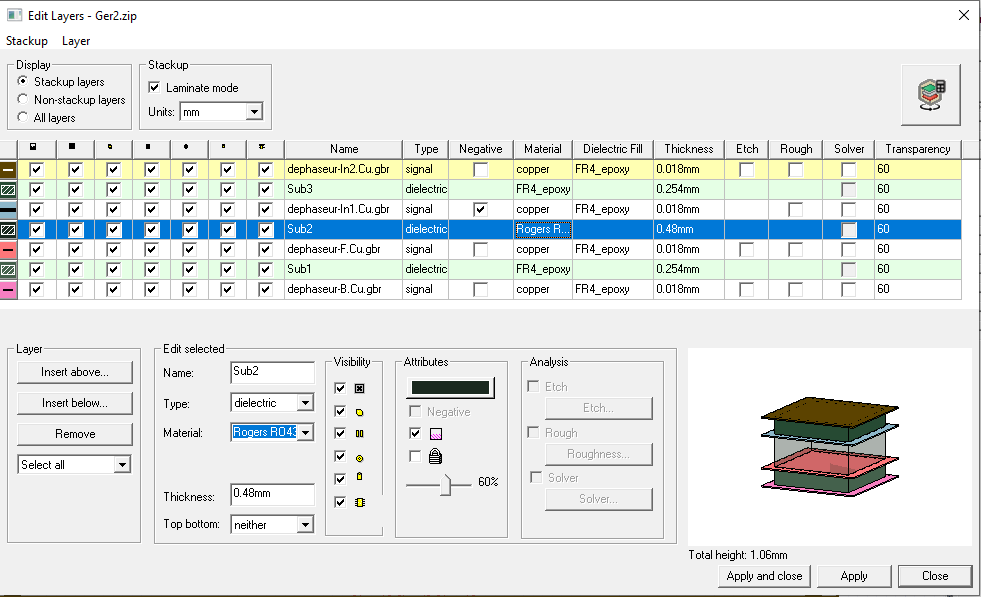 Edit Layers - Ger2.zip
Stackup Layer
Display
Stackup layers
Non-stackup layers
All layers
Stackup
Laminate mode
Units: mm
Name Type Negative Material Dielectric Fill Thickness Etch Rough Solver Transparency
dephaseur-In2.Cu.gbr signal copper FR4_epoxy 0.018mm 60
Sub3 dielectric FR4_epoxy 0.254mm 60
dephaseur-In1.Cu.gbr signal copper FR4_epoxy 0.018mm 60
Sub2 dielectric Rogers R... 0.48mm 60
dephaseur-F.Cu.gbr signal copper FR4_epoxy 0.018mm 60
Sub1 dielectric FR4_epoxy 0.254mm 60
dephaseur-B.Cu.gbr signal copper FR4_epoxy 0.018mm 60
Layer
Insert above...
Insert below...
Remove
Select all
Edit selected
Name: Sub2
Type: dielectric
Material: Rogers RO43
Thickness: 0.48mm
Top bottom: neither
Visibility
Attributes
Negative
60%
Analysis
Etch
Etch...
Rough
Roughness...
Solver
Solver...
Total height: 1.06mm
Apply and close Apply Close